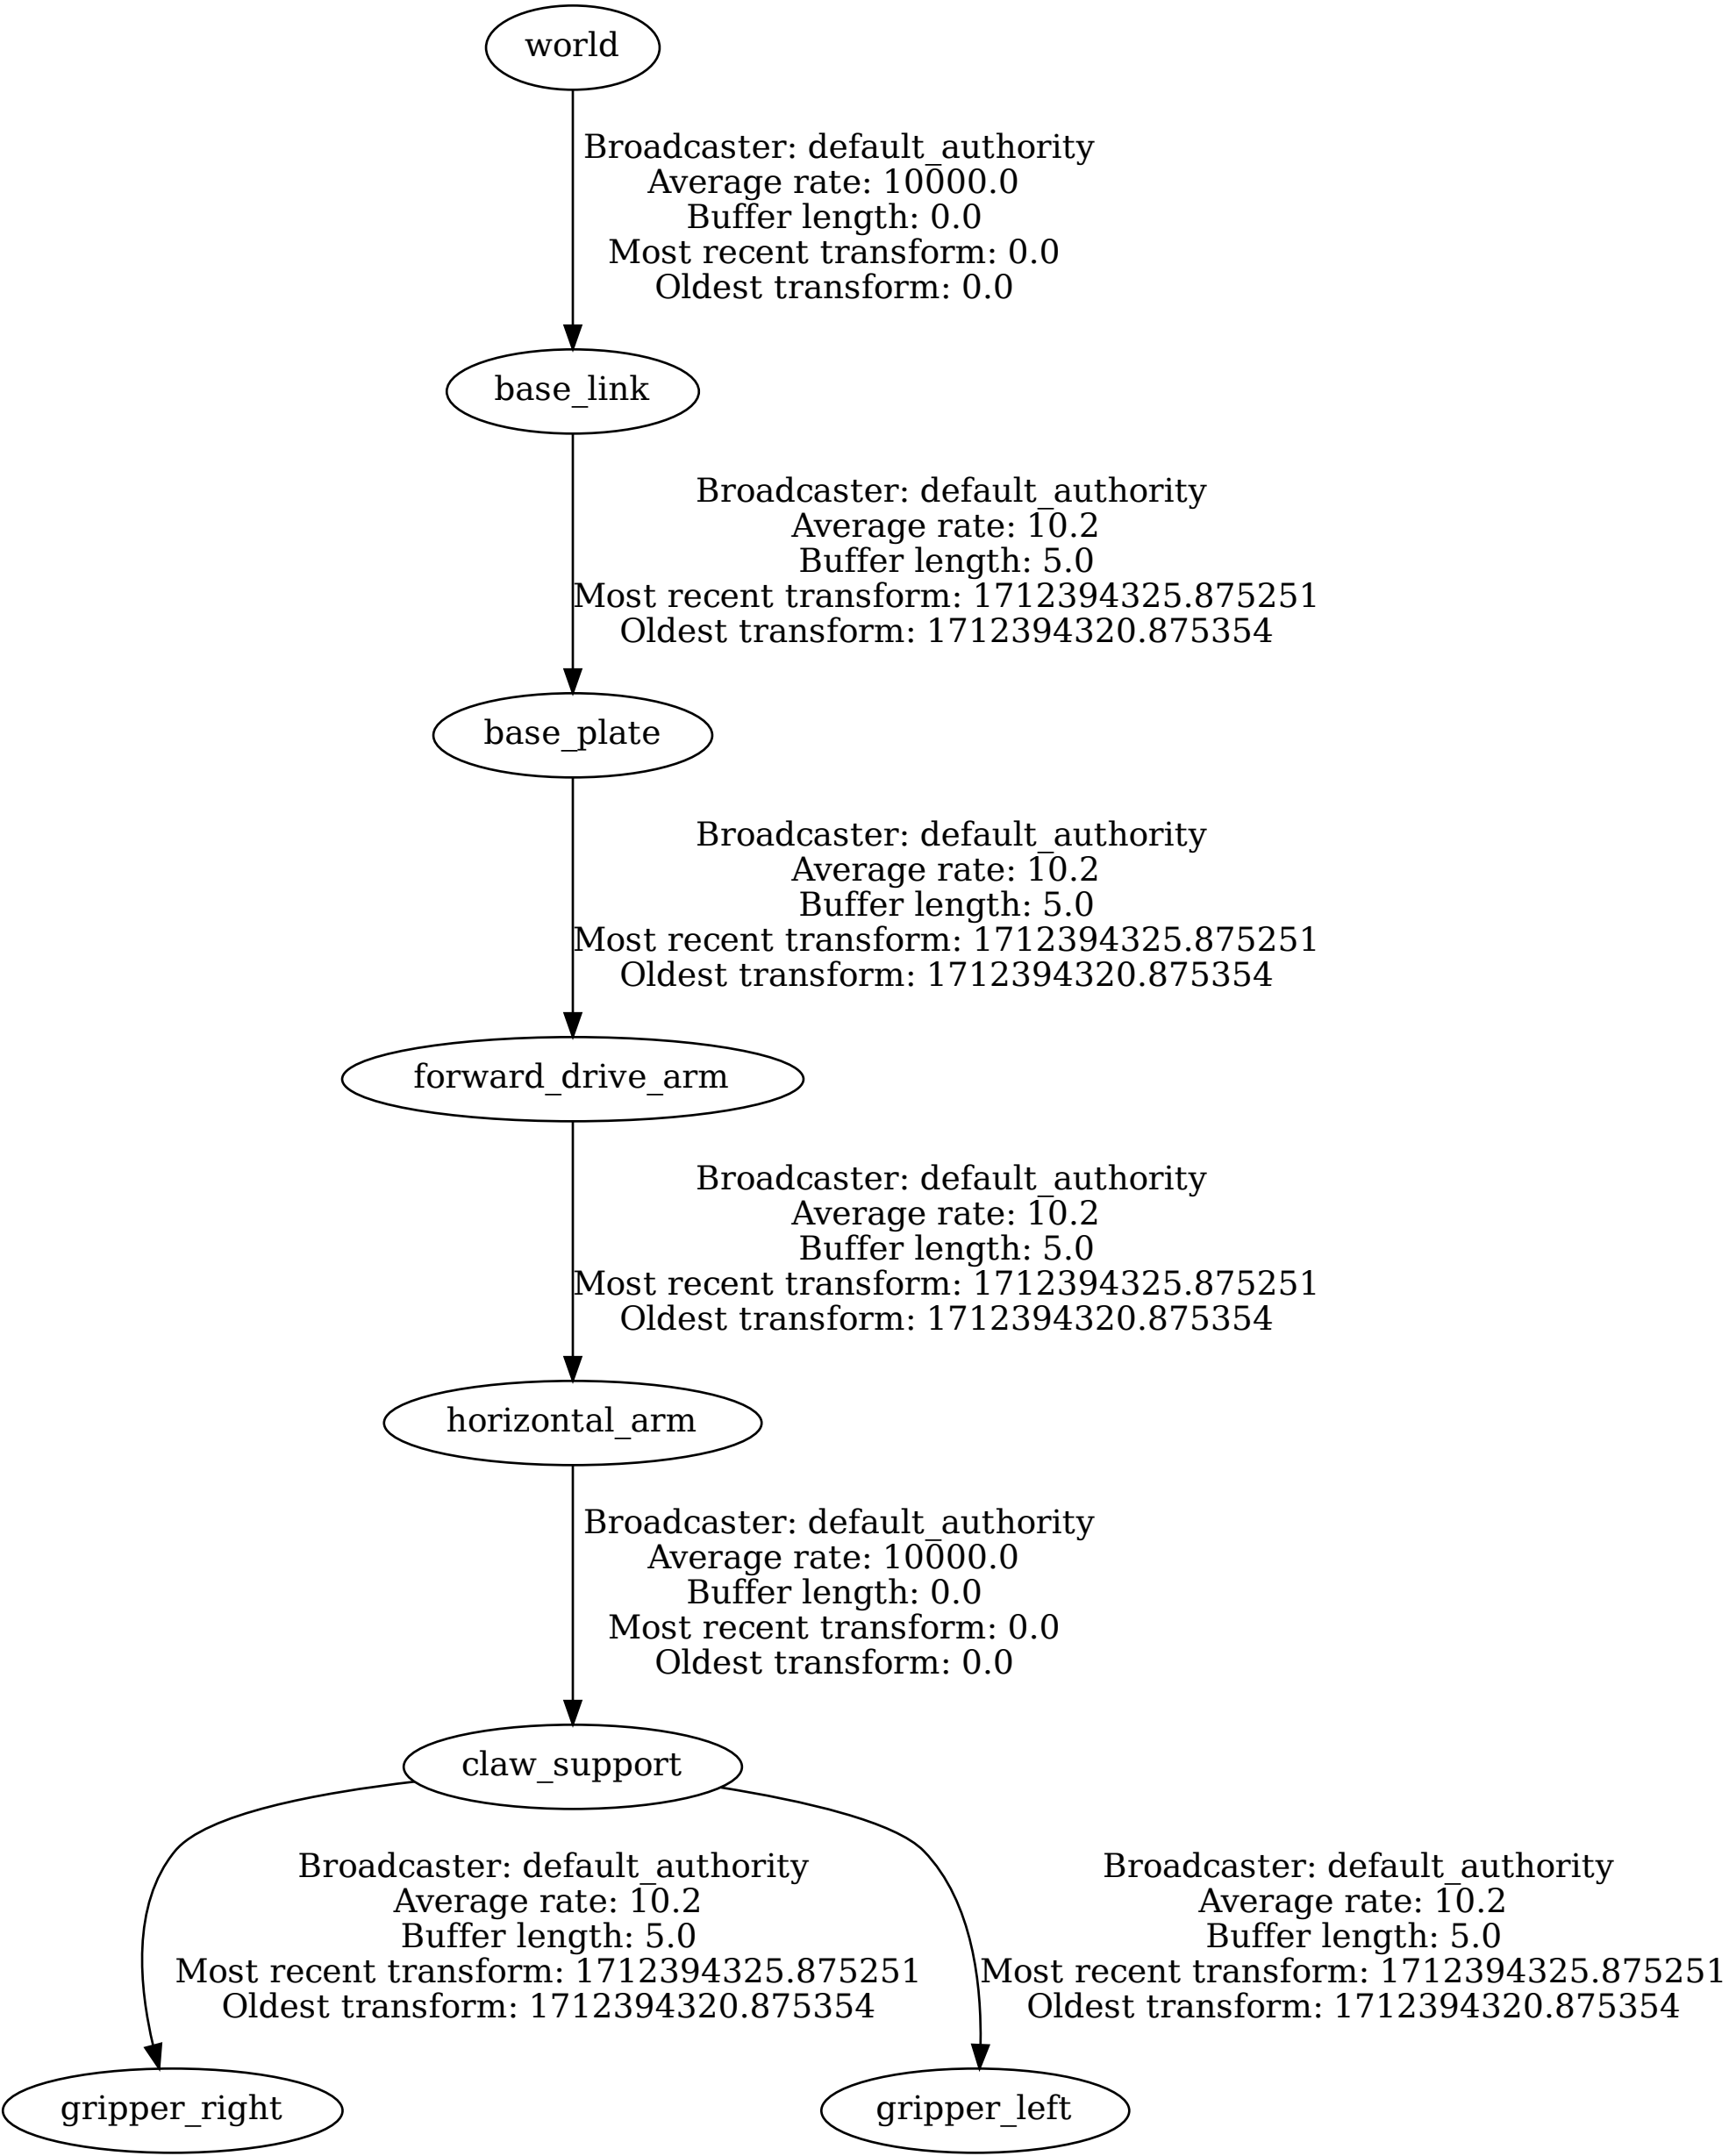 world
Broadcaster: default_authority
Average rate: 10000.0
Buffer length: 0.0
Most recent transform: 0.0
Oldest transform: 0.0
base_link
Broadcaster: default_authority
Average rate: 10.2
Buffer length: 5.0
Most recent transform: 1712394325.875251
Oldest transform: 1712394320.875354
base_plate
Broadcaster: default_authority
Average rate: 10.2
Buffer length: 5.0
Most recent transform: 1712394325.875251
Oldest transform: 1712394320.875354
forward_drive_arm
Broadcaster: default_authority
Average rate: 10.2
Buffer length: 5.0
Most recent transform: 1712394325.875251
Oldest transform: 1712394320.875354
horizontal_arm
Broadcaster: default_authority
Average rate: 10000.0
Buffer length: 0.0
Most recent transform: 0.0
Oldest transform: 0.0
claw_support
Broadcaster: default_authority
Average rate: 10.2
Buffer length: 5.0
Most recent transform: 1712394325.875251
Oldest transform: 1712394320.875354
Broadcaster: default_authority
Average rate: 10.2
Buffer length: 5.0
Most recent transform: 1712394325.875251
Oldest transform: 1712394320.875354
gripper_right
gripper_left